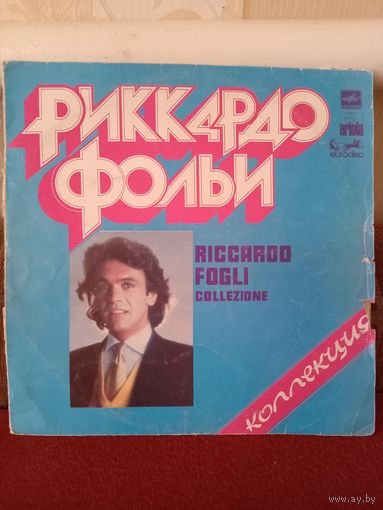 РИККАРДО
ФОЛЬИ
ariola
eurodisc
RICCARDO
FOGLI
COLLEZIONE
КОЛЛЕКЦИЯ
www.ay.by